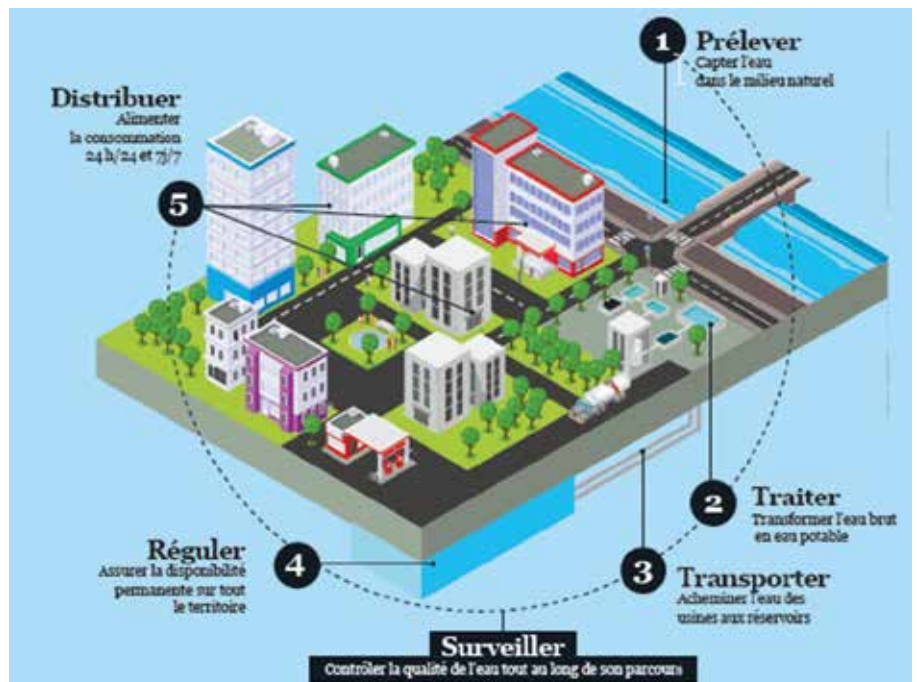 1
Prélever
Capter l'eau
dans le milieu naturel
2
Traiter
Transformer l'eau brut
en eau potable
3
Transporter
Acheminer l'eau des
usines aux réservoirs
4
Réguler
Assurer la disponibilité
permanente sur tout
le territoire
5
Distribuer
Alimenter
la consommation
24 h/24 et 7j/7
Surveiller
Contrôler la qualité de l'eau tout au long de son parcours